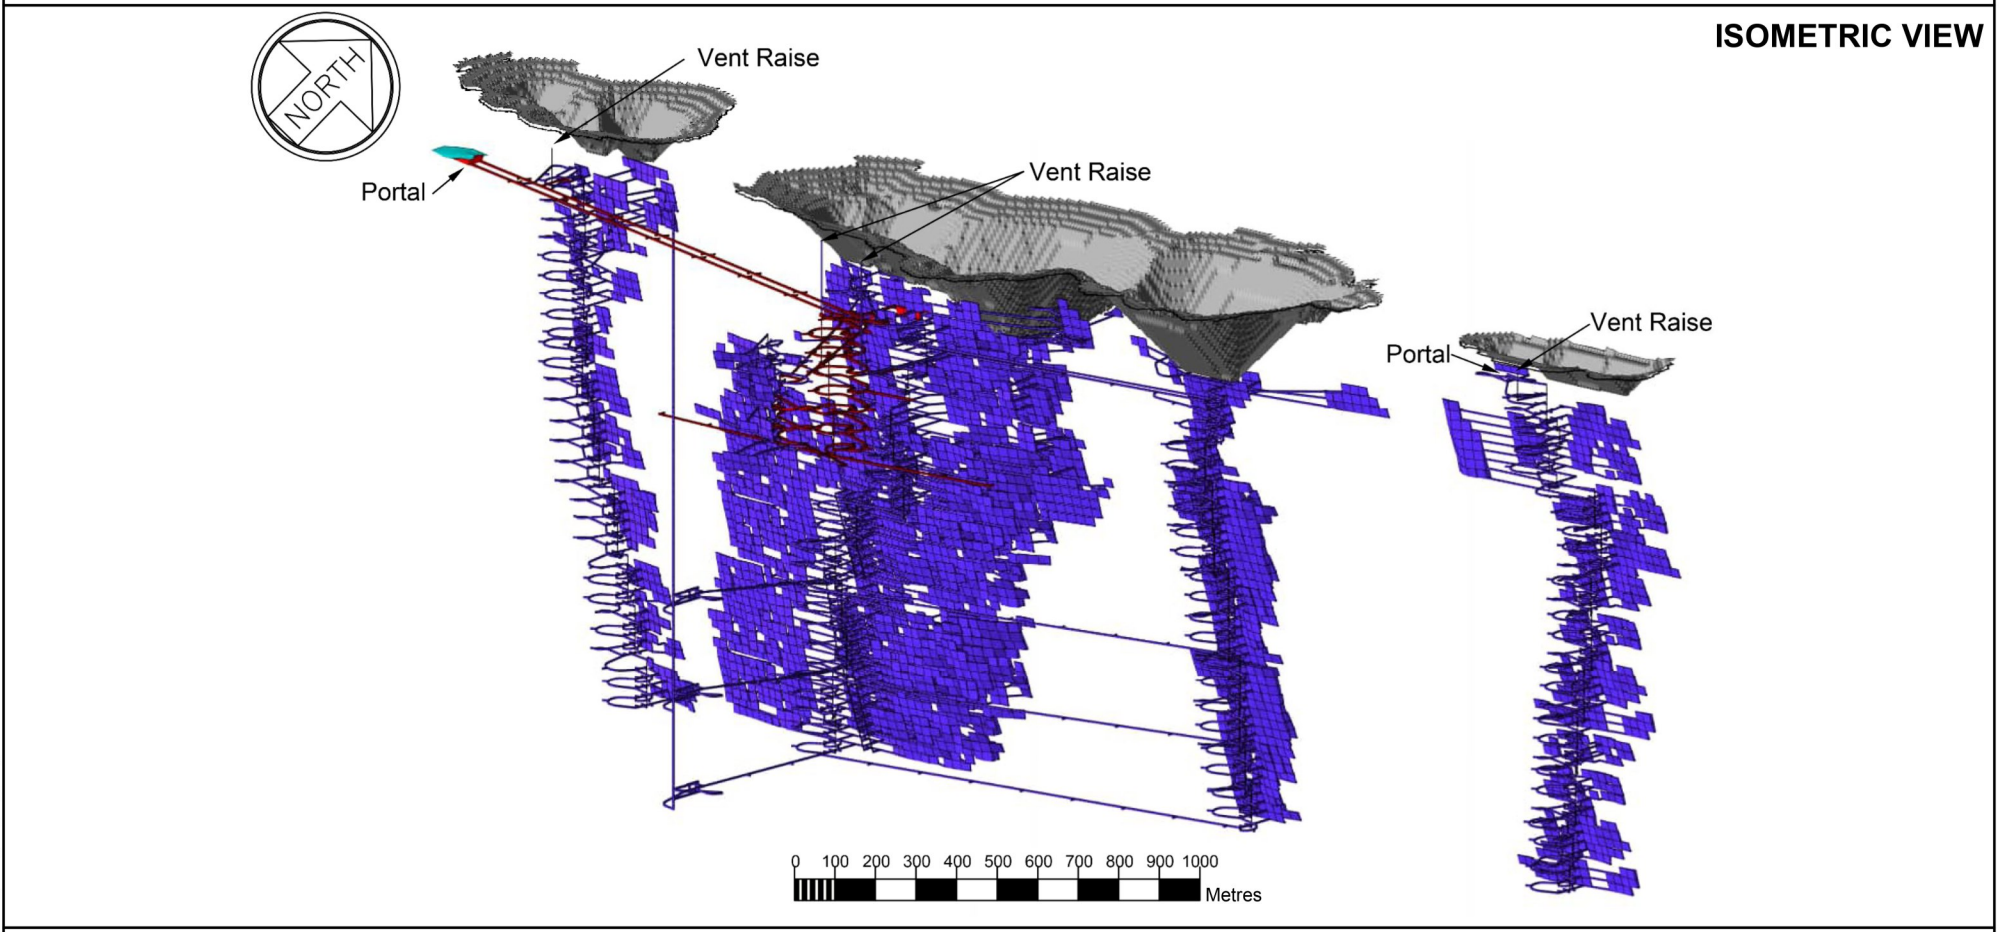 ISOMETRIC VIEW
NORTH
Vent Raise
Portal
Vent Raise
Vent Raise
Portal
0 100 200 300 400 500 600 700 800 900 1000
Metres